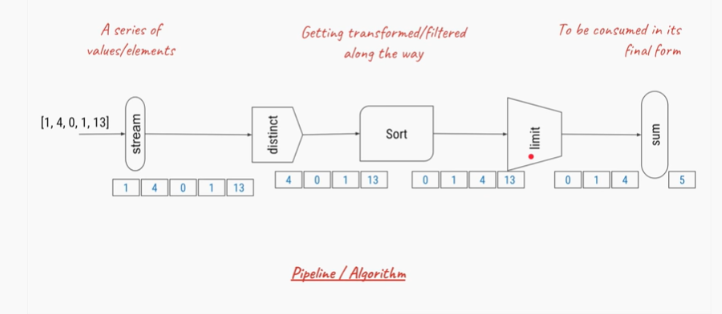 A series of
values/elements
Getting transformed/filtered
along the way
To be consumed in its
final form
[1, 4, 0, 1, 13]
stream
distinct
Sort
limit
sum
1 4 0 1 13
4 0 1 13
0 1 4 13
0 1 4
5
Pipeline / Algorithm